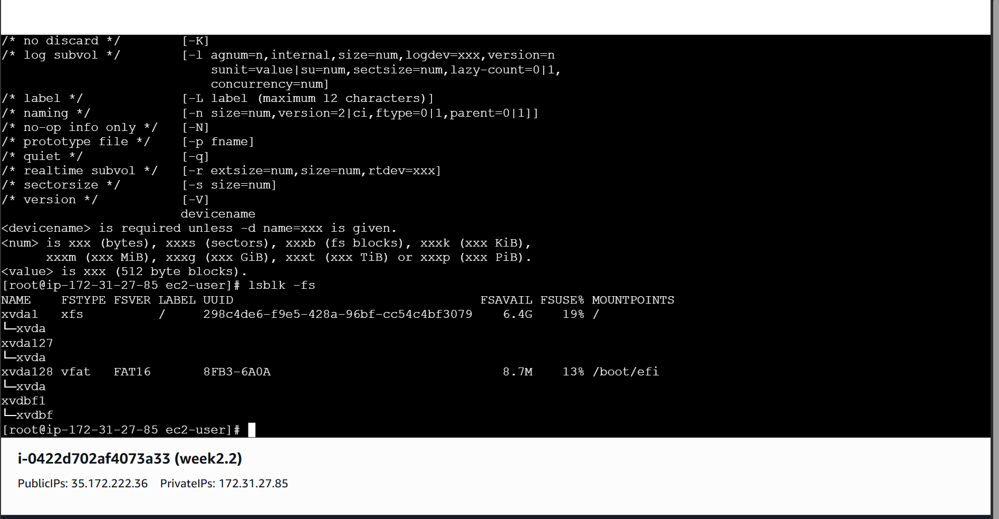 /* no discard */        [-K]
/* log subvol */        [-l agnum=n,internal,size=num,logdev=xxx,version=n
                            sunit=value|su=num,sectsize=num,lazy-count=0|1,
                            concurrency=num]
/* label */             [-L label (maximum 12 characters)]
/* naming */            [-n size=num,version=2|ci,ftype=0|1,parent=0|1]]
/* no-op info only */   [-N]
/* prototype file */    [-p fname]
/* quiet */             [-q]
/* realtime subvol */   [-r extsize=num,size=num,rtdev=xxx]
/* sectorsize */        [-s size=num]
/* version */           [-V]
                        devicename
<devicename> is required unless -d name=xxx is given.
<num> is xxx (bytes), xxxs (sectors), xxxb (fs blocks), xxxk (xxx KiB),
      xxxm (xxx MiB), xxxg (xxx GiB), xxxt (xxx TiB) or xxxp (xxx PiB).
<value> is xxx (512 byte blocks).
[root@ip-172-31-27-85 ec2-user]# lsblk -fs
NAME    FSTYPE FSVER LABEL UUID                                 FSAVAIL FSUSE% MOUNTPOINTS
xvda1   xfs          /     298c4de6-f9e5-428a-96bf-cc54c4bf3079    6.4G    19% /
└─xvda
xvda127
└─xvda
xvda128 vfat   FAT16       8FB3-6A0A                               8.7M    13% /boot/efi
└─xvda
xvdbf1
└─xvdbf
[root@ip-172-31-27-85 ec2-user]#
i-0422d702af4073a33 (week2.2)
PublicIPs: 35.172.222.36    PrivateIPs: 172.31.27.85